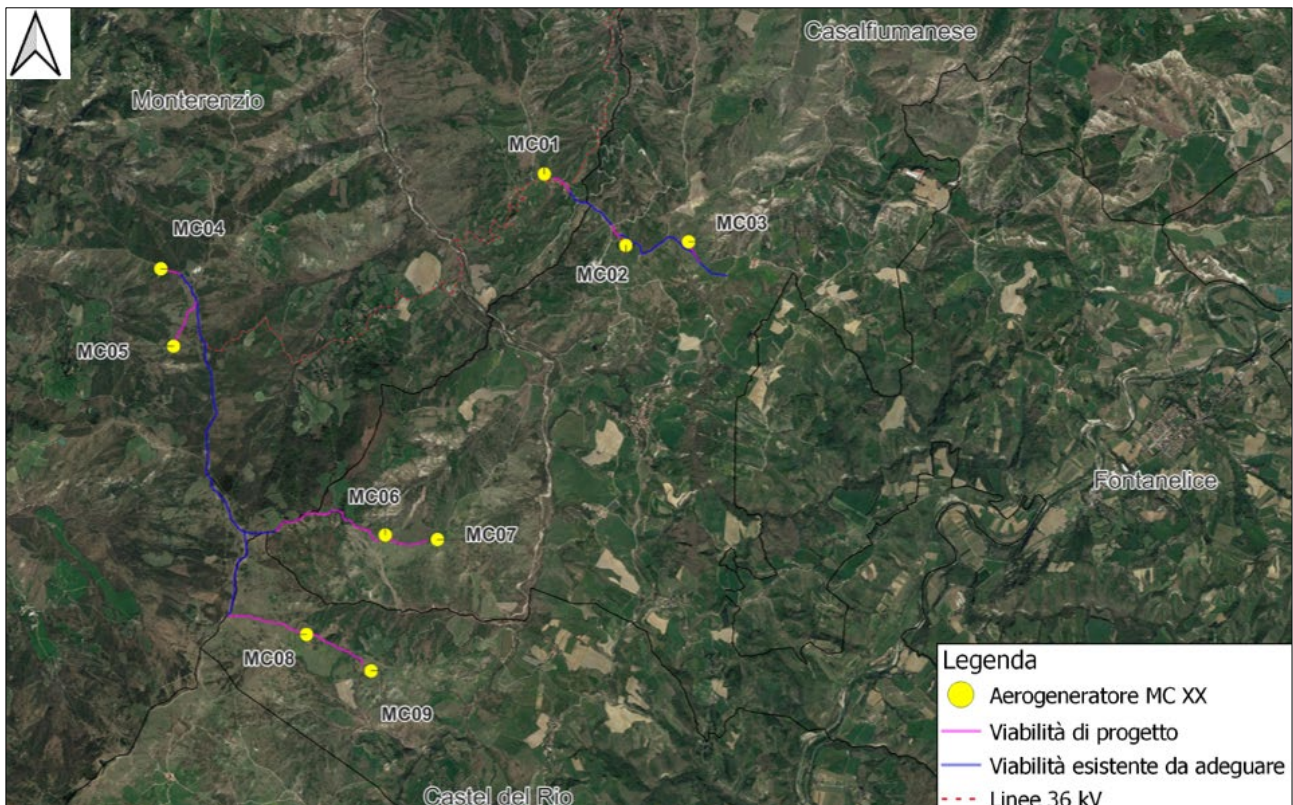 Casalfiumanese
Monterenzio
MC01
MC04
MC03
MC02
MC05
Fontanelice
MC06
MC07
MC08
MC09
Castel del Rio
Legenda
Aerogeneratore MC XX
Viabilità di progetto
Viabilità esistente da adeguare
Linee 36 kV